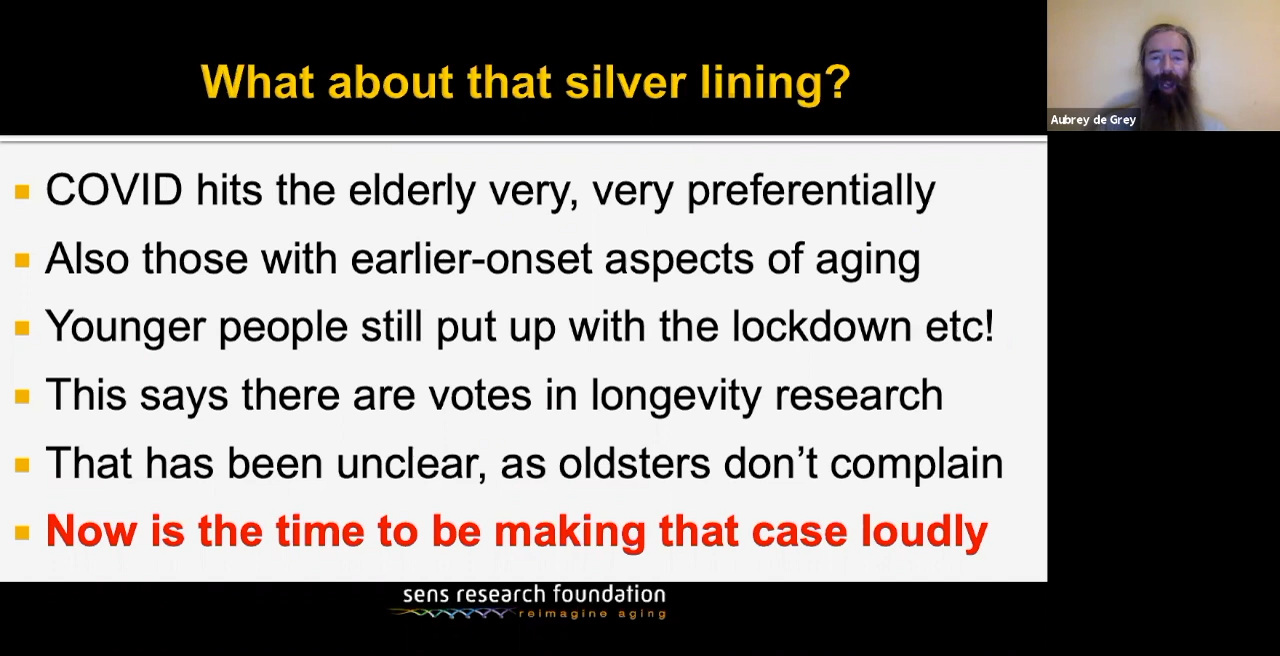 What about that silver lining?
Aubrey de Grey
COVID hits the elderly very, very preferentially
Also those with earlier-onset aspects of aging
Younger people still put up with the lockdown etc!
This says there are votes in longevity research
That has been unclear, as oldsters don’t complain
Now is the time to be making that case loudly
sens research foundation
reimagine aging